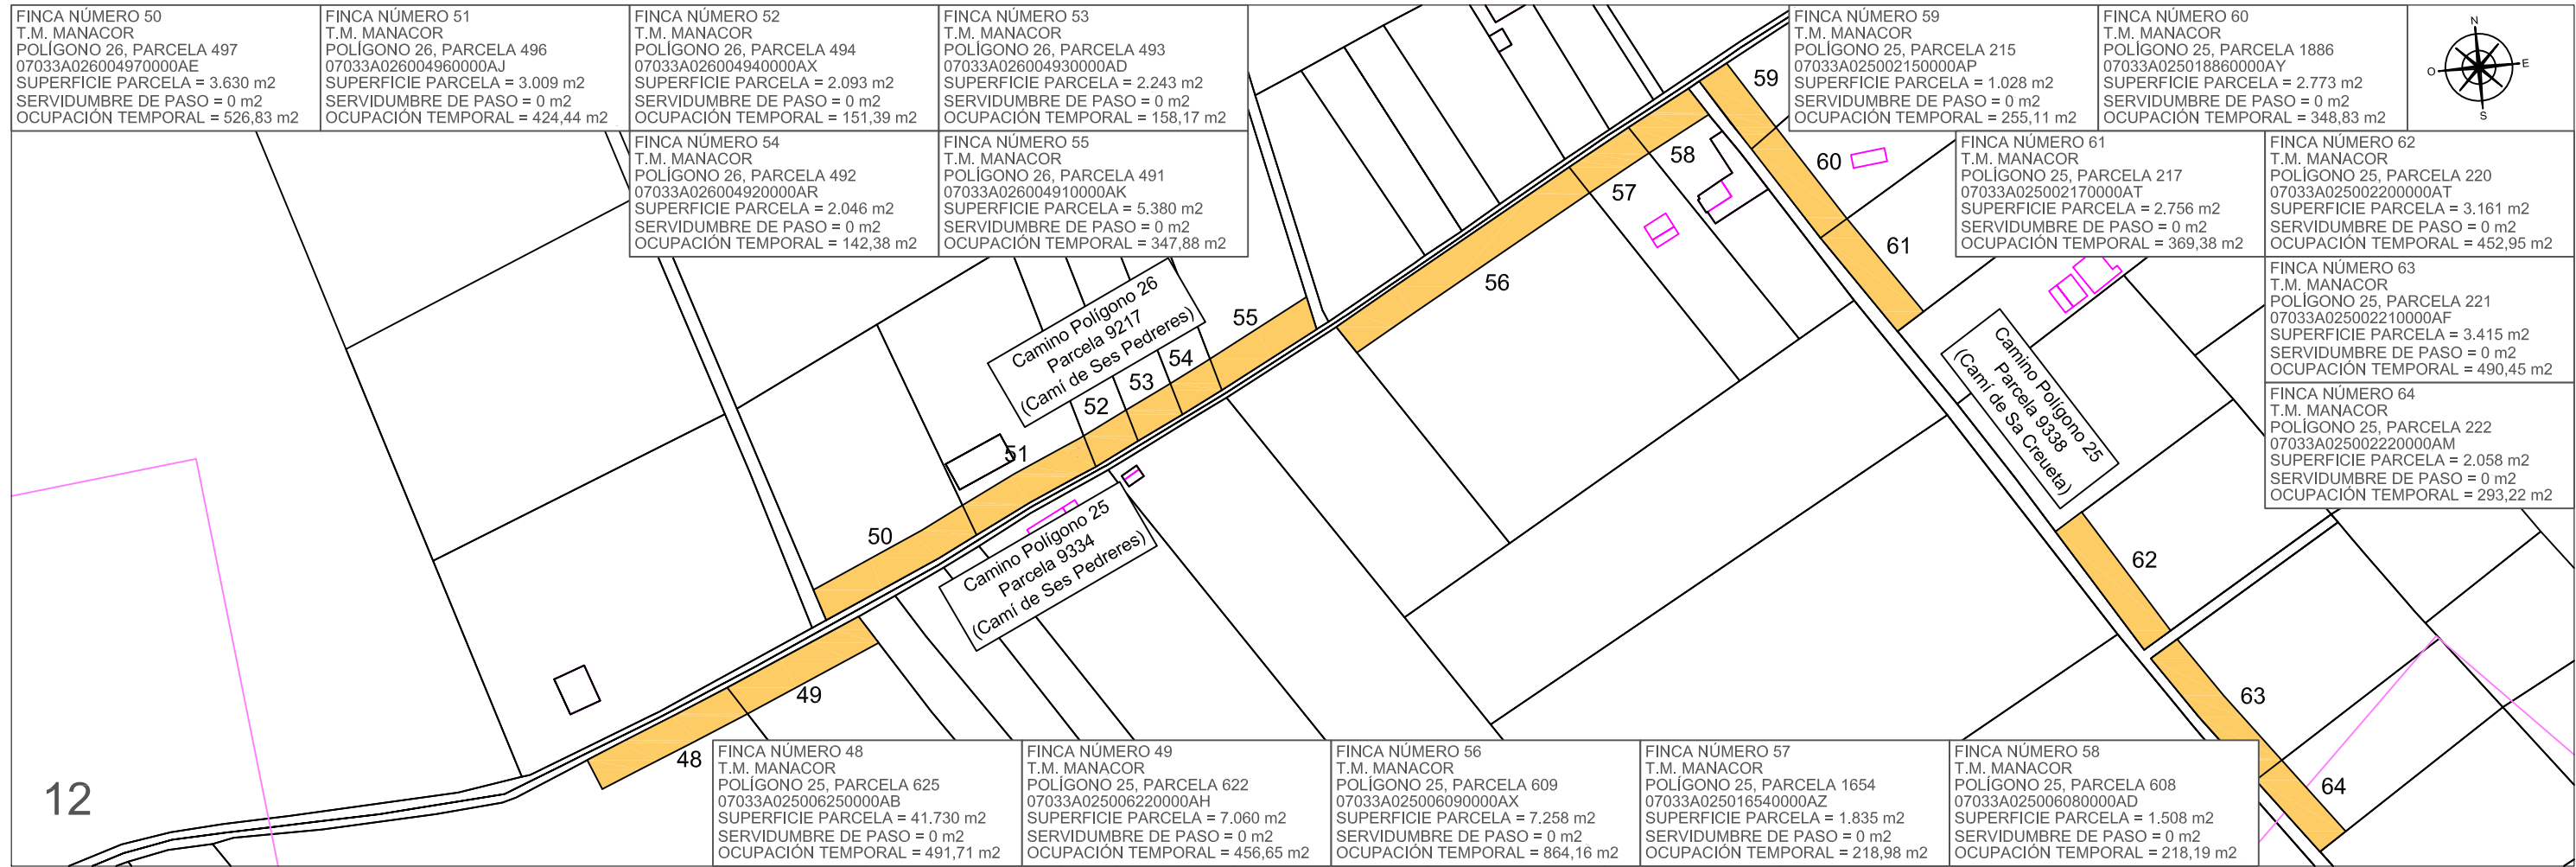 FINCA NÚMERO 50
T.M. MANACOR
POLÍGONO 26, PARCELA 497
07033A026004970000AE
SUPERFICIE PARCELA = 3.630 m2
SERVIDUMBRE DE PASO = 0 m2
OCUPACIÓN TEMPORAL = 526,83 m2
FINCA NÚMERO 51
T.M. MANACOR
POLÍGONO 26, PARCELA 496
07033A026004960000AJ
SUPERFICIE PARCELA = 3.009 m2
SERVIDUMBRE DE PASO = 0 m2
OCUPACIÓN TEMPORAL = 424,44 m2
FINCA NÚMERO 52
T.M. MANACOR
POLÍGONO 26, PARCELA 494
07033A026004940000AX
SUPERFICIE PARCELA = 2.093 m2
SERVIDUMBRE DE PASO = 0 m2
OCUPACIÓN TEMPORAL = 151,39 m2
FINCA NÚMERO 53
T.M. MANACOR
POLÍGONO 26, PARCELA 493
07033A026004930000AD
SUPERFICIE PARCELA = 2.243 m2
SERVIDUMBRE DE PASO = 0 m2
OCUPACIÓN TEMPORAL = 158,17 m2
FINCA NÚMERO 59
T.M. MANACOR
POLÍGONO 25, PARCELA 215
07033A025002150000AP
SUPERFICIE PARCELA = 1.028 m2
SERVIDUMBRE DE PASO = 0 m2
OCUPACIÓN TEMPORAL = 255,11 m2
FINCA NÚMERO 60
T.M. MANACOR
POLÍGONO 25, PARCELA 1886
07033A025018860000AY
SUPERFICIE PARCELA = 2.773 m2
SERVIDUMBRE DE PASO = 0 m2
OCUPACIÓN TEMPORAL = 348,83 m2
N
O
E
S
FINCA NÚMERO 54
T.M. MANACOR
POLÍGONO 26, PARCELA 492
07033A026004920000AR
SUPERFICIE PARCELA = 2.046 m2
SERVIDUMBRE DE PASO = 0 m2
OCUPACIÓN TEMPORAL = 142,38 m2
FINCA NÚMERO 55
T.M. MANACOR
POLÍGONO 26, PARCELA 491
07033A026004910000AK
SUPERFICIE PARCELA = 5.380 m2
SERVIDUMBRE DE PASO = 0 m2
OCUPACIÓN TEMPORAL = 347,88 m2
FINCA NÚMERO 61
T.M. MANACOR
POLÍGONO 25, PARCELA 217
07033A025002170000AT
SUPERFICIE PARCELA = 2.756 m2
SERVIDUMBRE DE PASO = 0 m2
OCUPACIÓN TEMPORAL = 369,38 m2
FINCA NÚMERO 62
T.M. MANACOR
POLÍGONO 25, PARCELA 220
07033A025002200000AT
SUPERFICIE PARCELA = 3.161 m2
SERVIDUMBRE DE PASO = 0 m2
OCUPACIÓN TEMPORAL = 452,95 m2
FINCA NÚMERO 63
T.M. MANACOR
POLÍGONO 25, PARCELA 221
07033A025002210000AF
SUPERFICIE PARCELA = 3.415 m2
SERVIDUMBRE DE PASO = 0 m2
OCUPACIÓN TEMPORAL = 490,45 m2
FINCA NÚMERO 64
T.M. MANACOR
POLÍGONO 25, PARCELA 222
07033A025002220000AM
SUPERFICIE PARCELA = 2.058 m2
SERVIDUMBRE DE PASO = 0 m2
OCUPACIÓN TEMPORAL = 293,22 m2
59
60
58
57
61
56
55
54
53
52
51
50
Camino Polígono 26
Parcela 9217
(Camí de Ses Pedreres)
Camino Polígono 25
Parcela 9334
(Camí de Ses Pedreres)
Camino Polígono 25
Parcela 9338
(Camí de Sa Creueta)
62
63
64
49
48
12
FINCA NÚMERO 48
T.M. MANACOR
POLÍGONO 25, PARCELA 625
07033A025006250000AB
SUPERFICIE PARCELA = 41.730 m2
SERVIDUMBRE DE PASO = 0 m2
OCUPACIÓN TEMPORAL = 491,71 m2
FINCA NÚMERO 49
T.M. MANACOR
POLÍGONO 25, PARCELA 622
07033A025006220000AH
SUPERFICIE PARCELA = 7.060 m2
SERVIDUMBRE DE PASO = 0 m2
OCUPACIÓN TEMPORAL = 456,65 m2
FINCA NÚMERO 56
T.M. MANACOR
POLÍGONO 25, PARCELA 609
07033A025006090000AX
SUPERFICIE PARCELA = 7.258 m2
SERVIDUMBRE DE PASO = 0 m2
OCUPACIÓN TEMPORAL = 864,16 m2
FINCA NÚMERO 57
T.M. MANACOR
POLÍGONO 25, PARCELA 1654
07033A025016540000AZ
SUPERFICIE PARCELA = 1.835 m2
SERVIDUMBRE DE PASO = 0 m2
OCUPACIÓN TEMPORAL = 218,98 m2
FINCA NÚMERO 58
T.M. MANACOR
POLÍGONO 25, PARCELA 608
07033A025006080000AD
SUPERFICIE PARCELA = 1.508 m2
SERVIDUMBRE DE PASO = 0 m2
OCUPACIÓN TEMPORAL = 218,19 m2